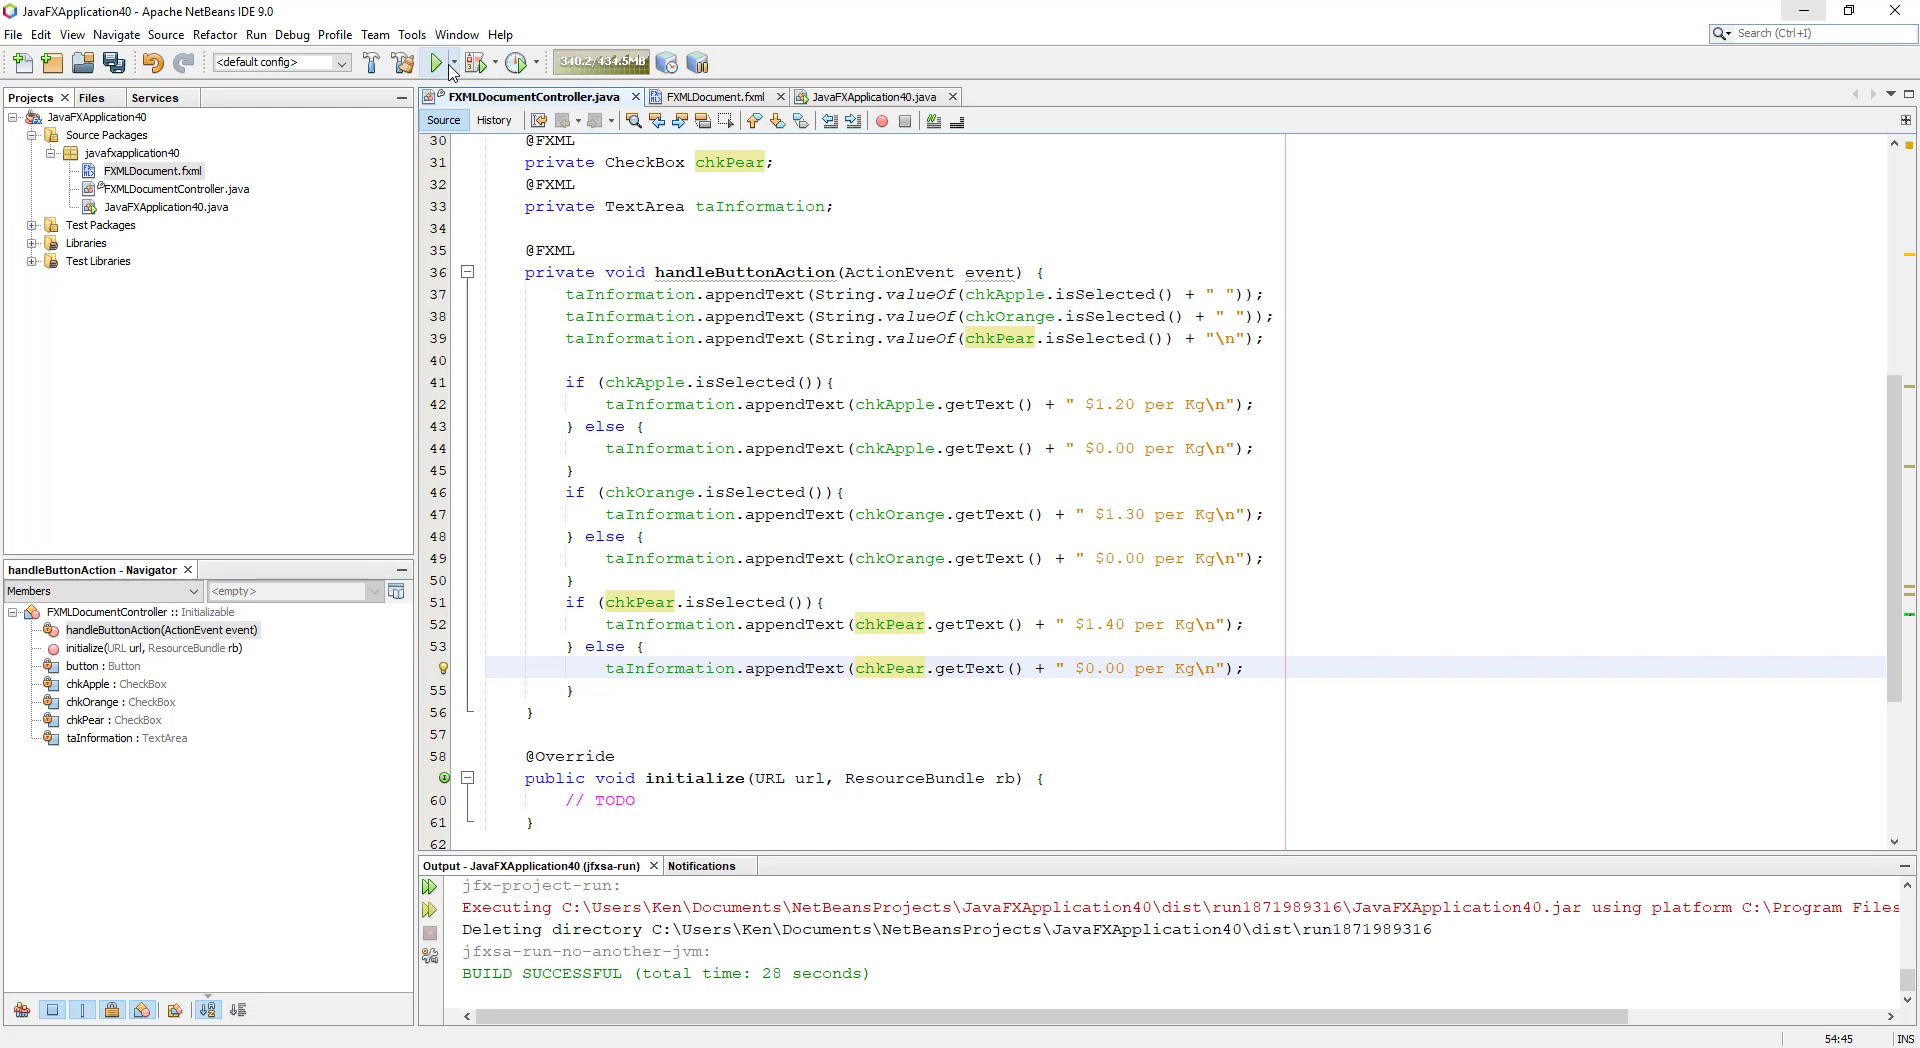 JavaFXApplication40 - Apache NetBeans IDE 9.0
File Edit View Navigate Source Refactor Run Debug Profile Team Tools Window Help
Search (Ctrl+I)
<default config>
340.2/434.5MB
Projects Files Services
FXMLDocumentController.java FXMLDocument.fxml JavaFXApplication40.java
Source History
JavaFXApplication40
Source Packages
javafxapplication40
FXMLDocument.fxml
FXMLDocumentController.java
JavaFXApplication40.java
Test Packages
Libraries
Test Libraries
handleButtonAction - Navigator
Members <empty>
FXMLDocumentController :: Initializable
handleButtonAction(ActionEvent event)
initialize(URL url, ResourceBundle rb)
button : Button
chkApple : CheckBox
chkOrange : CheckBox
chkPear : CheckBox
taInformation : TextArea
30 @FXML
31 private CheckBox chkPear;
32 @FXML
33 private TextArea taInformation;
34
35 @FXML
36 private void handleButtonAction(ActionEvent event) {
37 taInformation.appendText(String.valueOf(chkApple.isSelected() + " "));
38 taInformation.appendText(String.valueOf(chkOrange.isSelected() + " "));
39 taInformation.appendText(String.valueOf(chkPear.isSelected()) + "\n");
40
41 if (chkApple.isSelected()){
42 taInformation.appendText(chkApple.getText() + " $1.20 per Kg\n");
43 } else {
44 taInformation.appendText(chkApple.getText() + " $0.00 per Kg\n");
45 }
46 if (chkOrange.isSelected()){
47 taInformation.appendText(chkOrange.getText() + " $1.30 per Kg\n");
48 } else {
49 taInformation.appendText(chkOrange.getText() + " $0.00 per Kg\n");
50 }
51 if (chkPear.isSelected()){
52 taInformation.appendText(chkPear.getText() + " $1.40 per Kg\n");
53 } else {
taInformation.appendText(chkPear.getText() + " $0.00 per Kg\n");
55 }
56 }
57
58 @Override
public void initialize(URL url, ResourceBundle rb) {
60 // TODO
61 }
62
Output - JavaFXApplication40 (jfxsa-run) Notifications
jfx-project-run:
Executing C:\Users\Ken\Documents\NetBeansProjects\JavaFXApplication40\dist\run1871989316\JavaFXApplication40.jar using platform C:\Program Files
Deleting directory C:\Users\Ken\Documents\NetBeansProjects\JavaFXApplication40\dist\run1871989316
jfxsa-run-no-another-jvm:
BUILD SUCCESSFUL (total time: 28 seconds)
54:45 INS